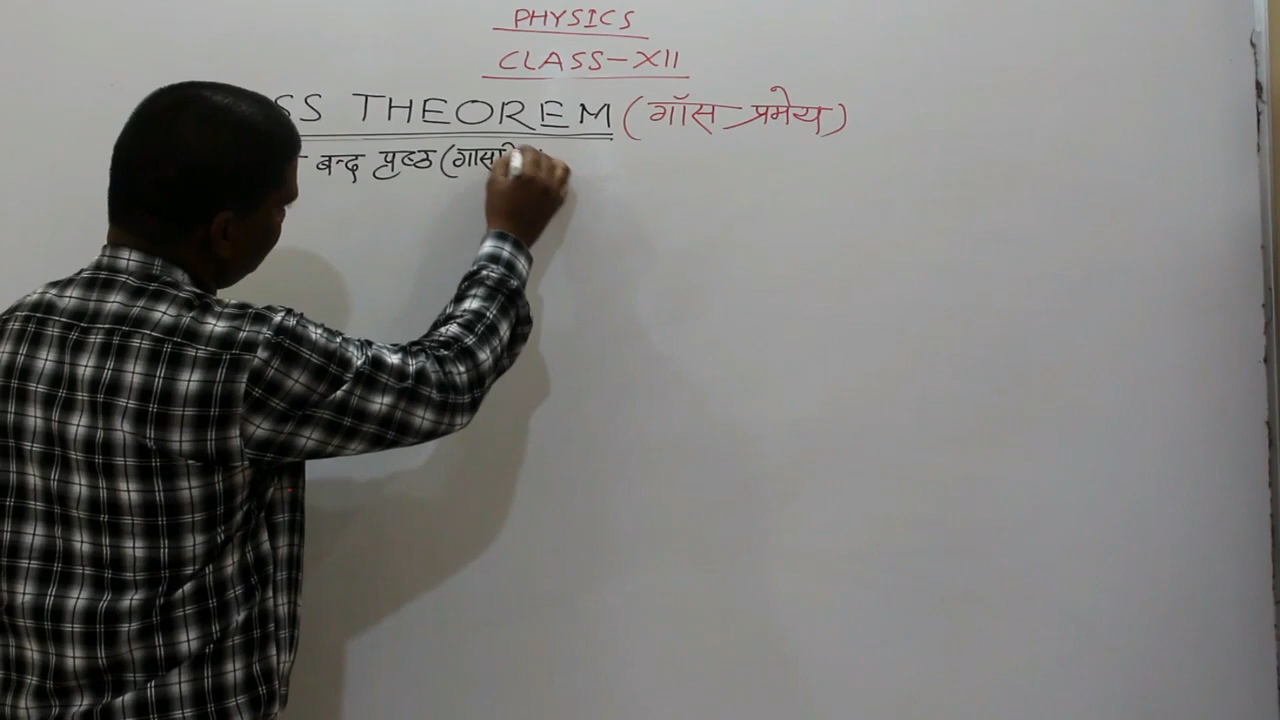 PHYSICS
CLASS-XII
SS THEOREM (गॉस प्रमेय)
बन्द पृष्ठ (गासि